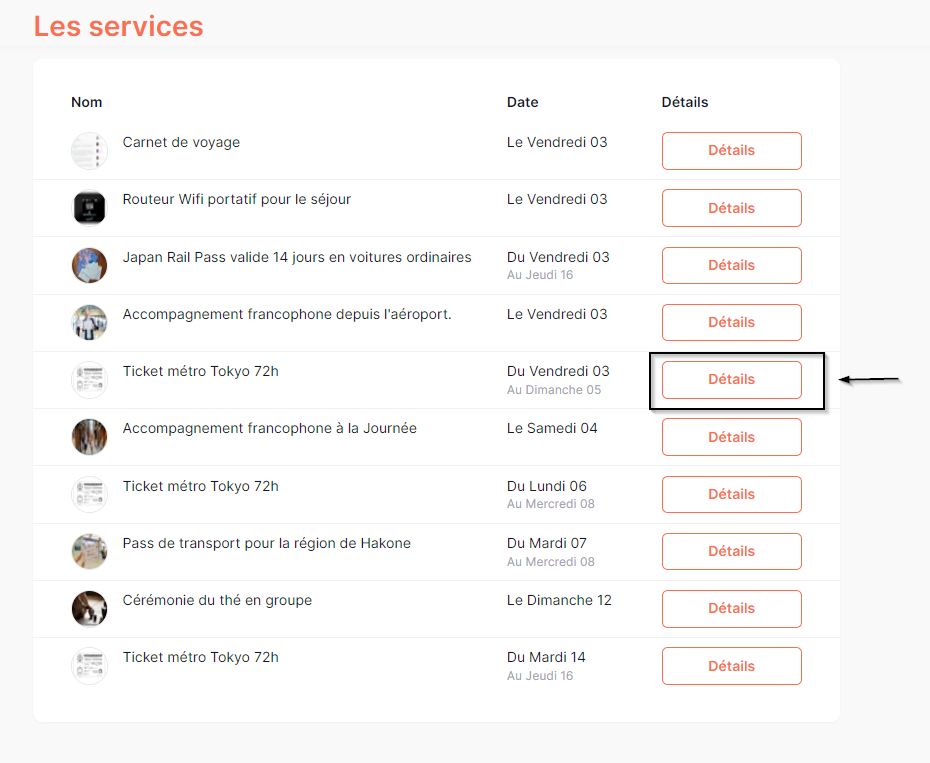 Les services
Nom Date Détails
Carnet de voyage Le Vendredi 03 Détails
Routeur Wifi portatif pour le séjour Le Vendredi 03 Détails
Japan Rail Pass valide 14 jours en voitures ordinaires Du Vendredi 03 Détails
Au Jeudi 16
Accompagnement francophone depuis l'aéroport. Le Vendredi 03 Détails
Ticket métro Tokyo 72h Du Vendredi 03 Détails
Au Dimanche 05
Accompagnement francophone à la Journée Le Samedi 04 Détails
Ticket métro Tokyo 72h Du Lundi 06 Détails
Au Mercredi 08
Pass de transport pour la région de Hakone Du Mardi 07 Détails
Au Mercredi 08
Cérémonie du thé en groupe Le Dimanche 12 Détails
Ticket métro Tokyo 72h Du Mardi 14 Détails
Au Jeudi 16